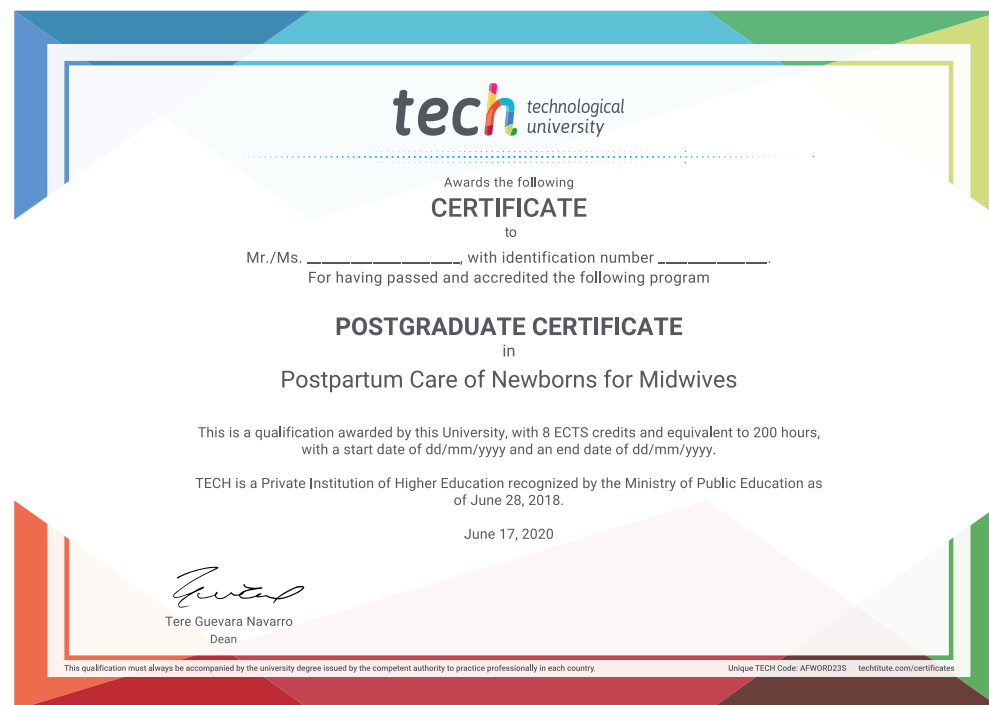 tech technological
university
Awards the following
CERTIFICATE
to
Mr./Ms. ____________________, with identification number ______________.
For having passed and accredited the following program
POSTGRADUATE CERTIFICATE
in
Postpartum Care of Newborns for Midwives
This is a qualification awarded by this University, with 8 ECTS credits and equivalent to 200 hours,
with a start date of dd/mm/yyyy and an end date of dd/mm/yyyy.
TECH is a Private Institution of Higher Education recognized by the Ministry of Public Education as
of June 28, 2018.
June 17, 2020
Tere Guevara Navarro
Dean
This qualification must always be accompanied by the university degree issued by the competent authority to practice professionally in each country. Unique TECH Code: AFWORD23S techtitute.com/certificates